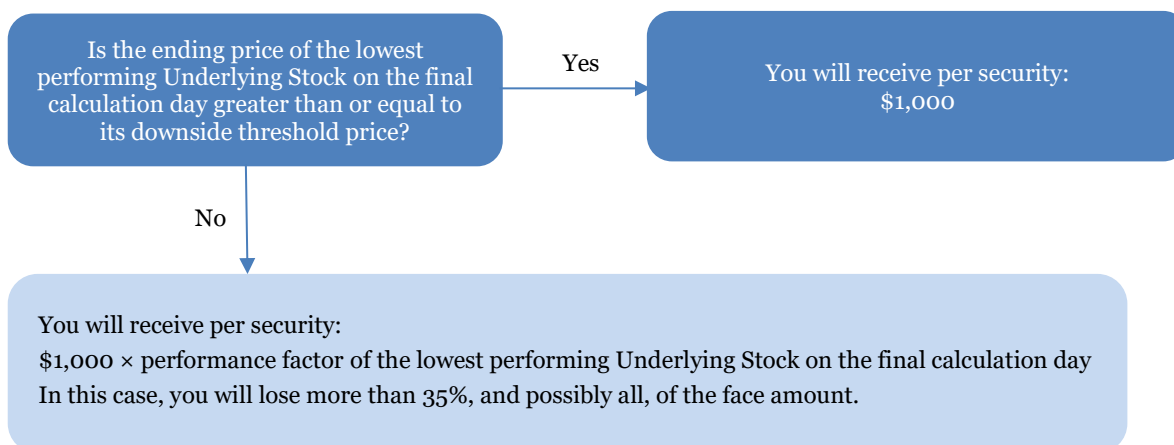 Is the ending price of the lowest
performing Underlying Stock on the final
calculation day greater than or equal to
its downside threshold price?
Yes
You will receive per security:
$1,000
No
You will receive per security:
$1,000 × performance factor of the lowest performing Underlying Stock on the final calculation day
In this case, you will lose more than 35%, and possibly all, of the face amount.